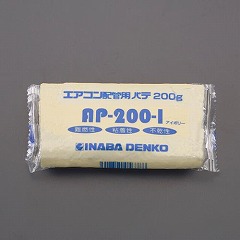 エアコン配管用パテ 200g
AP-200-I
アイボリー
難燃性 粘着性 不乾性
INABA DENKO